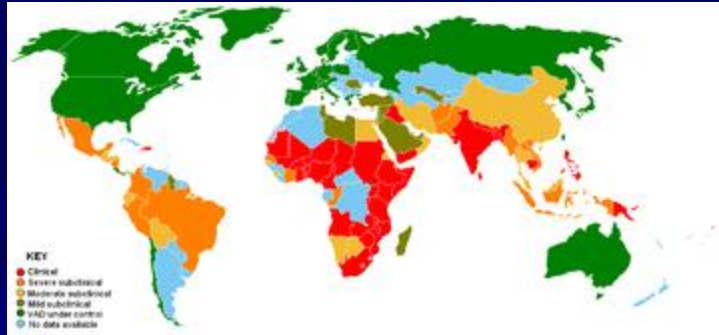 KEY
Clinical
Severe subclinical
Moderate subclinical
Mild subclinical
VAD under control
No data available